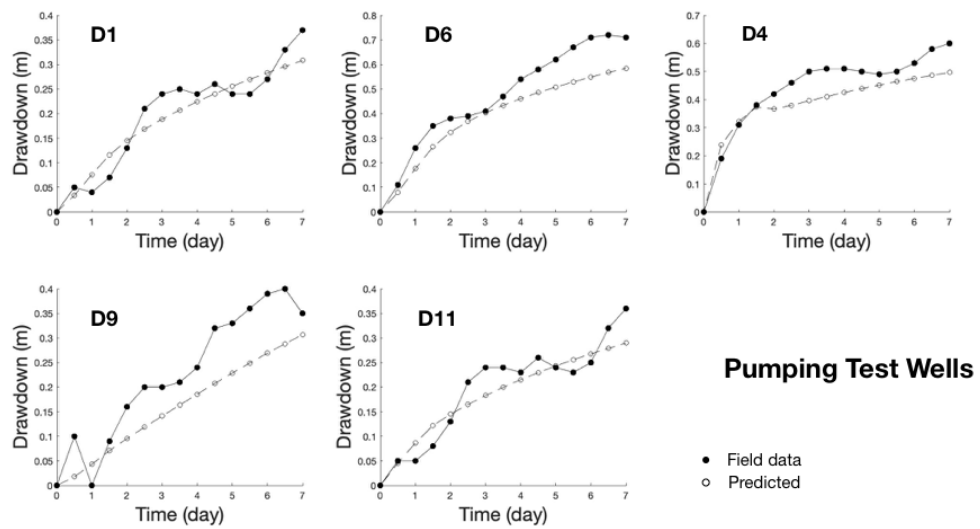 D1
Drawdown (m)
0.4
0.35
0.3
0.25
0.2
0.15
0.1
0.05
0
0 1 2 3 4 5 6 7
Time (day)
D6
Drawdown (m)
0.8
0.7
0.6
0.5
0.4
0.3
0.2
0.1
0
0 1 2 3 4 5 6 7
Time (day)
D4
Drawdown (m)
0.7
0.6
0.5
0.4
0.3
0.2
0.1
0
0 1 2 3 4 5 6 7
Time (day)
D9
Drawdown (m)
0.4
0.35
0.3
0.25
0.2
0.15
0.1
0.05
0
0 1 2 3 4 5 6 7
Time (day)
D11
Drawdown (m)
0.4
0.35
0.3
0.25
0.2
0.15
0.1
0.05
0
0 1 2 3 4 5 6 7
Time (day)
Pumping Test Wells
Field data
Predicted